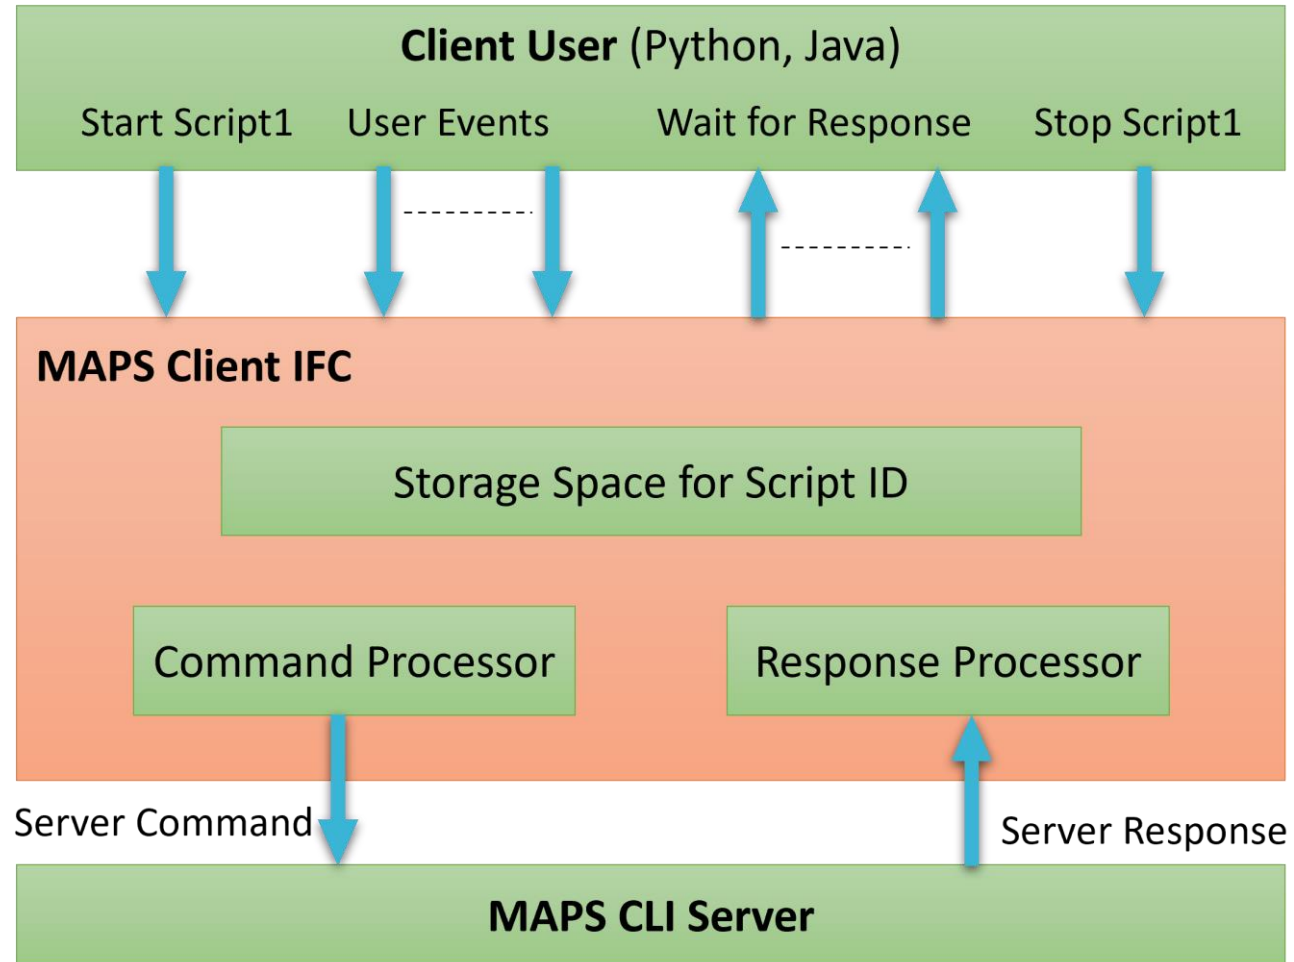 Client User (Python, Java)
Start Script1 User Events Wait for Response Stop Script1
MAPS Client IFC
Storage Space for Script ID
Command Processor Response Processor
Server Command Server Response
MAPS CLI Server